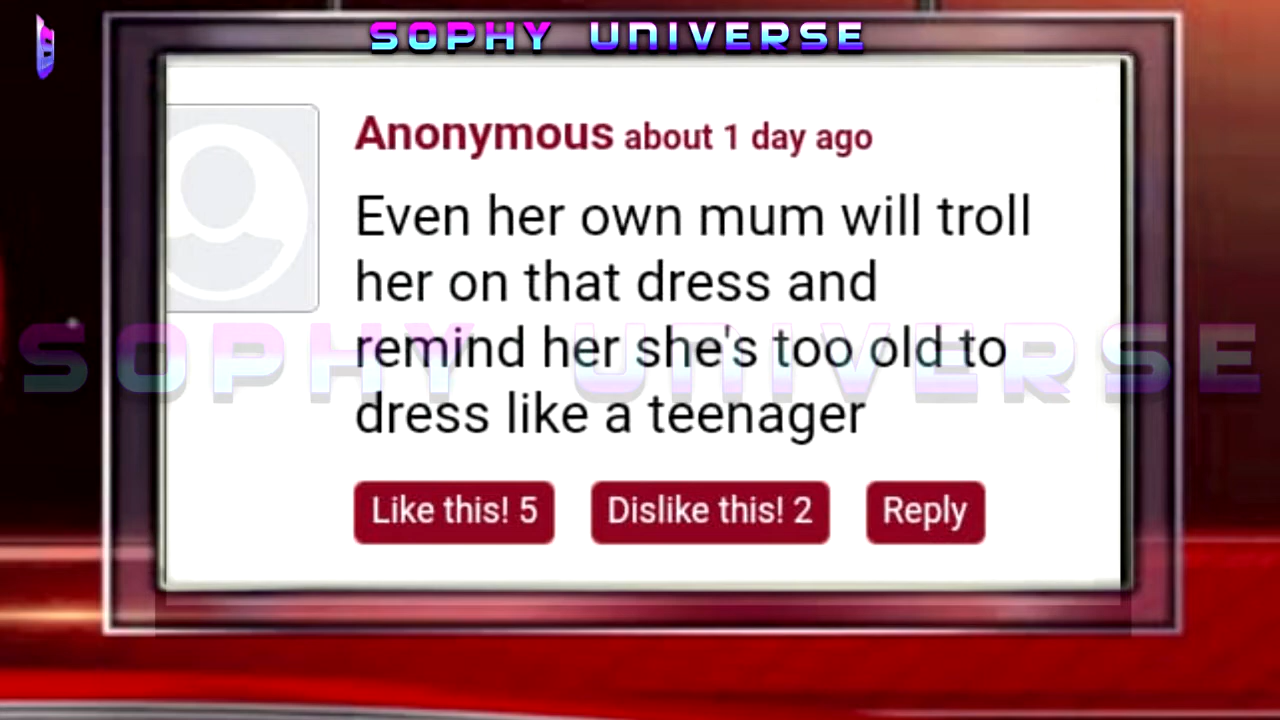 SOPHY UNIVERSE
Anonymous about 1 day ago
Even her own mum will troll
her on that dress and
remind her she's too old to
dress like a teenager
SOPHY UNIVERSE
Like this! 5 Dislike this! 2 Reply